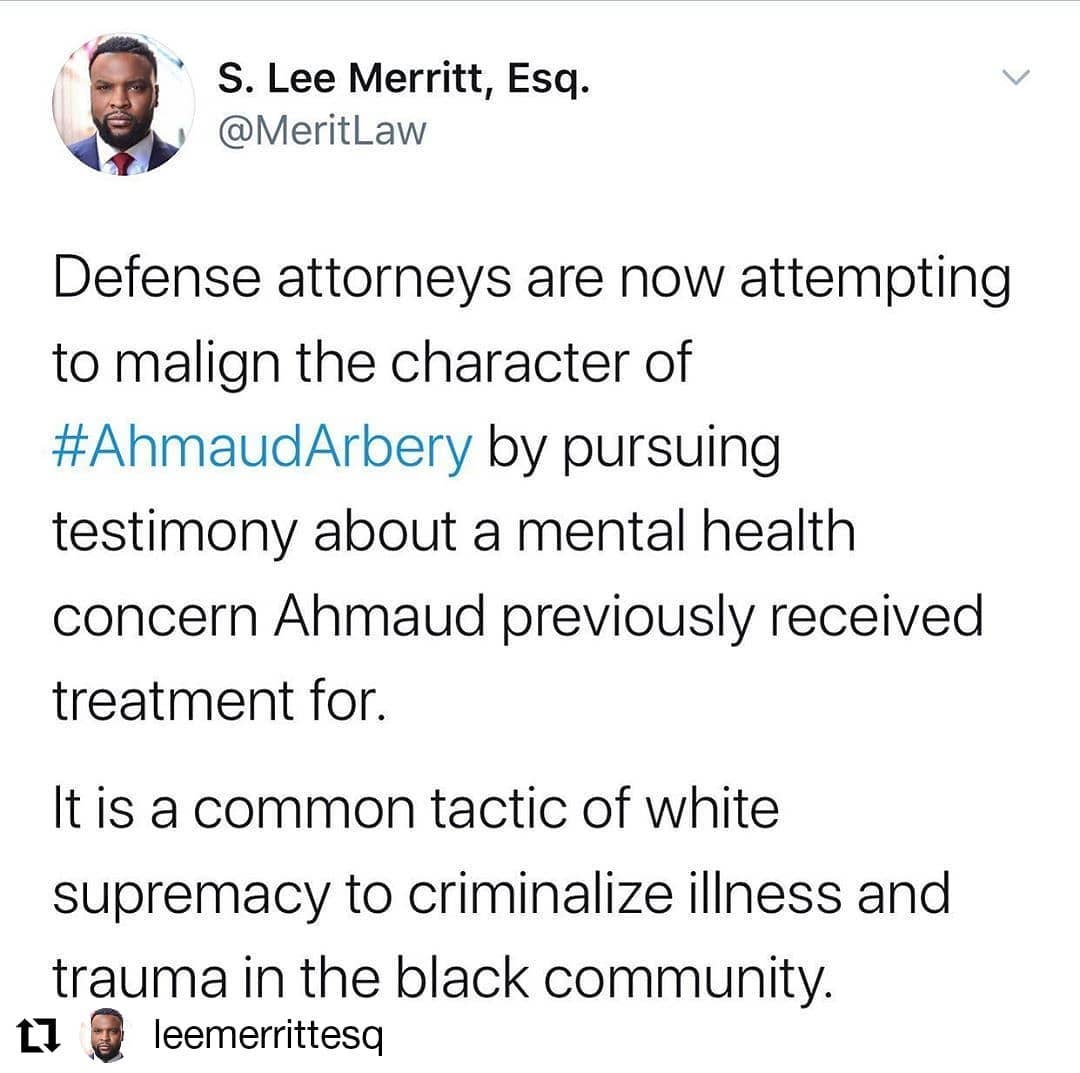 S. Lee Merritt, Esq.
@MeritLaw
Defense attorneys are now attempting
to malign the character of
#AhmaudArbery by pursuing
testimony about a mental health
concern Ahmaud previously received
treatment for.
It is a common tactic of white
supremacy to criminalize illness and
trauma in the black community.
leemerrittesq